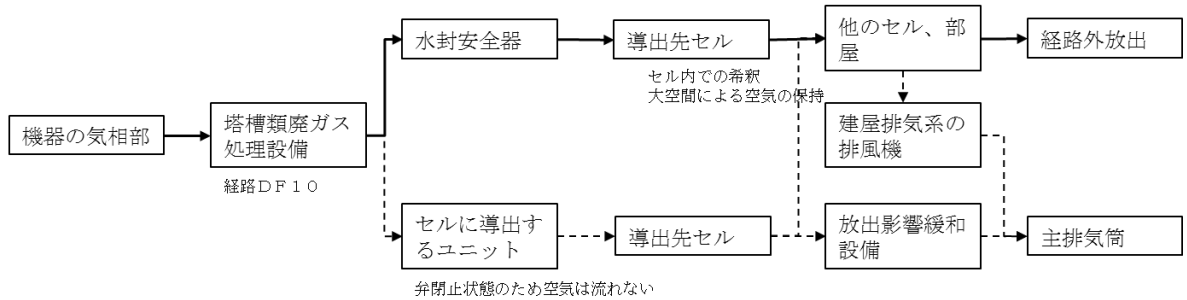 水封安全器
導出先セル
他のセル、部
屋
経路外放出
セル内での希釈
大空間による空気の保持
機器の気相部
塔槽類廃ガス
処理設備
経路DF10
建屋排気系の
排風機
セルに導出す
るユニット
導出先セル
放出影響緩和
設備
主排気筒
弁閉止状態のため空気は流れない